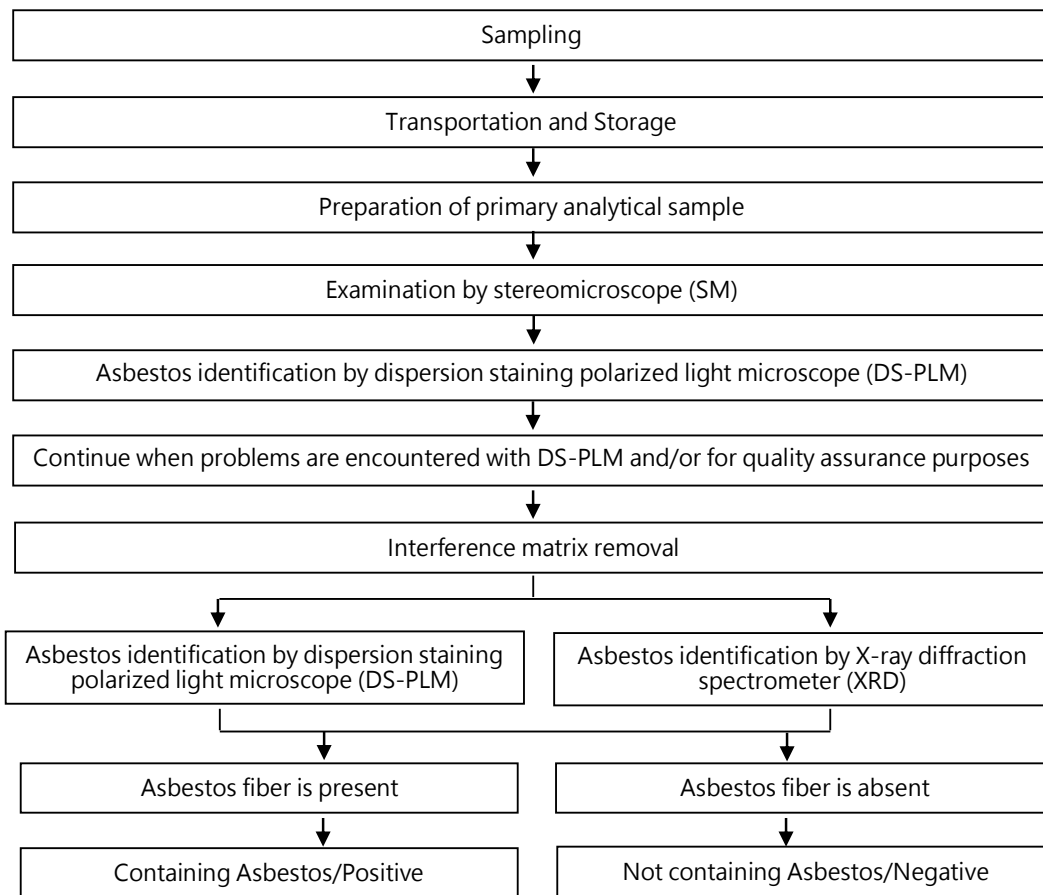 Sampling
Transportation and Storage
Preparation of primary analytical sample
Examination by stereomicroscope (SM)
Asbestos identification by dispersion staining polarized light microscope (DS-PLM)
Continue when problems are encountered with DS-PLM and/or for quality assurance purposes
Interference matrix removal
Asbestos identification by dispersion staining
polarized light microscope (DS-PLM)
Asbestos identification by X-ray diffraction
spectrometer (XRD)
Asbestos fiber is present
Asbestos fiber is absent
Containing Asbestos/Positive
Not containing Asbestos/Negative